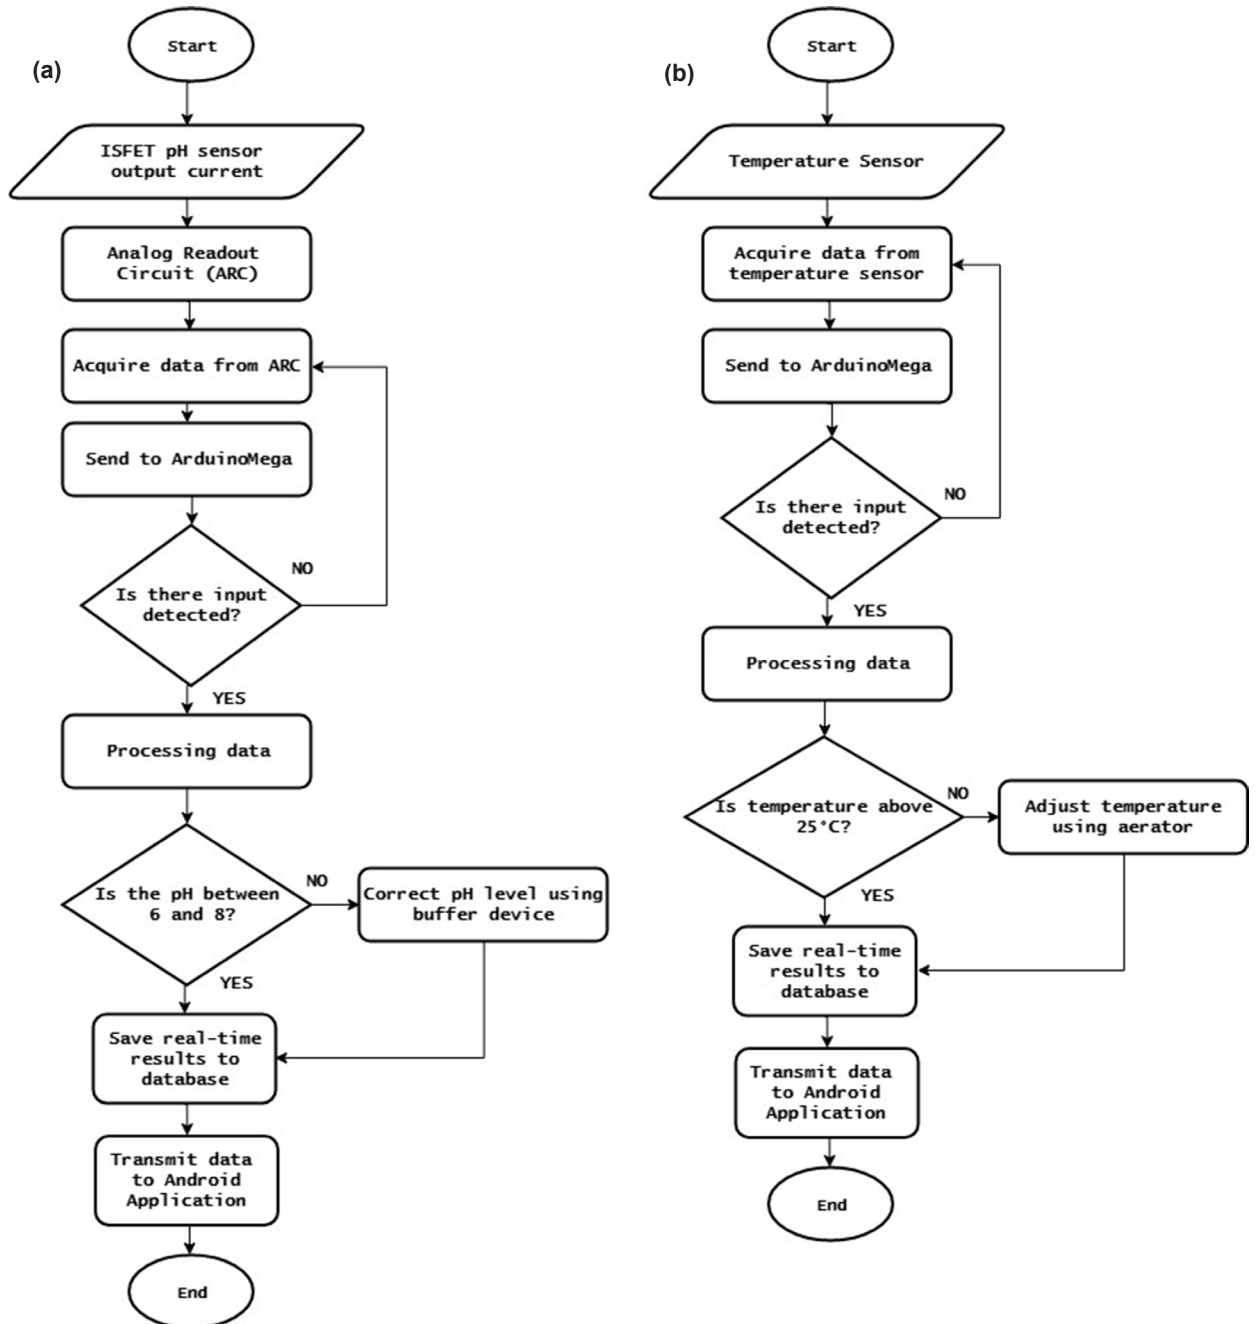 (a)
Start
ISFET pH sensor
output current
Analog Readout
Circuit (ARC)
Acquire data from ARC
Send to ArduinoMega
Is there input
detected?
NO
YES
Processing data
Is the pH between
6 and 8?
NO
Correct pH level using
buffer device
YES
Save real-time
results to
database
Transmit data
to Android
Application
End
(b)
Start
Temperature Sensor
Acquire data from
temperature sensor
Send to ArduinoMega
Is there input
detected?
NO
YES
Processing data
Is temperature above
25°C?
NO
Adjust temperature
using aerator
YES
Save real-time
results to
database
Transmit data
to Android
Application
End